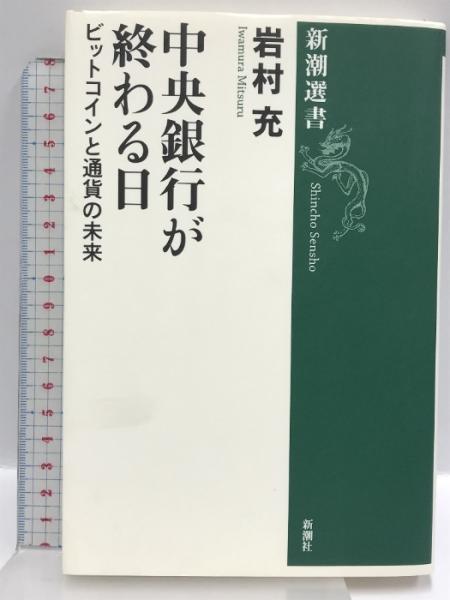 新潮選書
Shincho Sensho
岩村 充
Iwamura Mitsuru
中央銀行が
終わる日
ビットコインと通貨の未来
新潮社